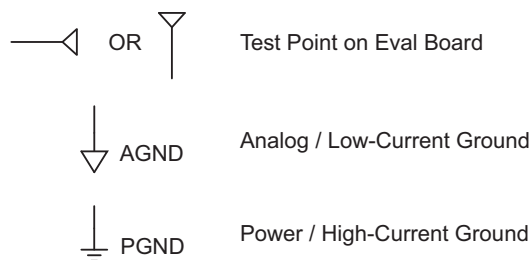 OR Test Point on Eval Board
AGND Analog / Low-Current Ground
PGND Power / High-Current Ground